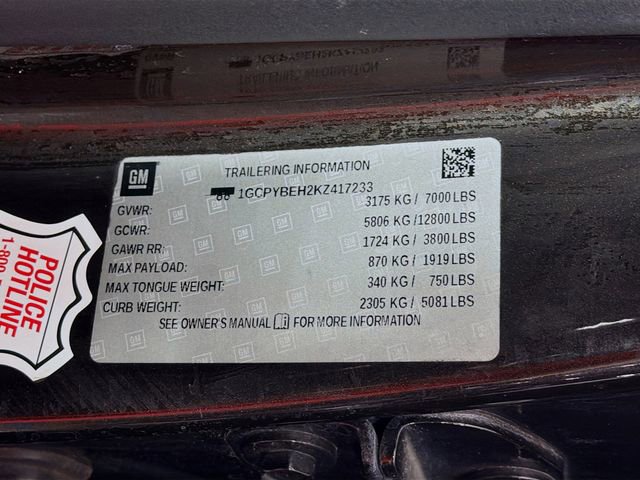 GM
TRAILERING INFORMATION
1GCPYBEH2KZ417233
GVWR: 3175 KG / 7000 LBS
GCWR: 5806 KG / 12800 LBS
GAWR RR: 1724 KG / 3800 LBS
MAX PAYLOAD: 870 KG / 1919 LBS
MAX TONGUE WEIGHT: 340 KG / 750 LBS
CURB WEIGHT: 2305 KG / 5081 LBS
SEE OWNER'S MANUAL FOR MORE INFORMATION
POLICE
HOTLINE
1-800